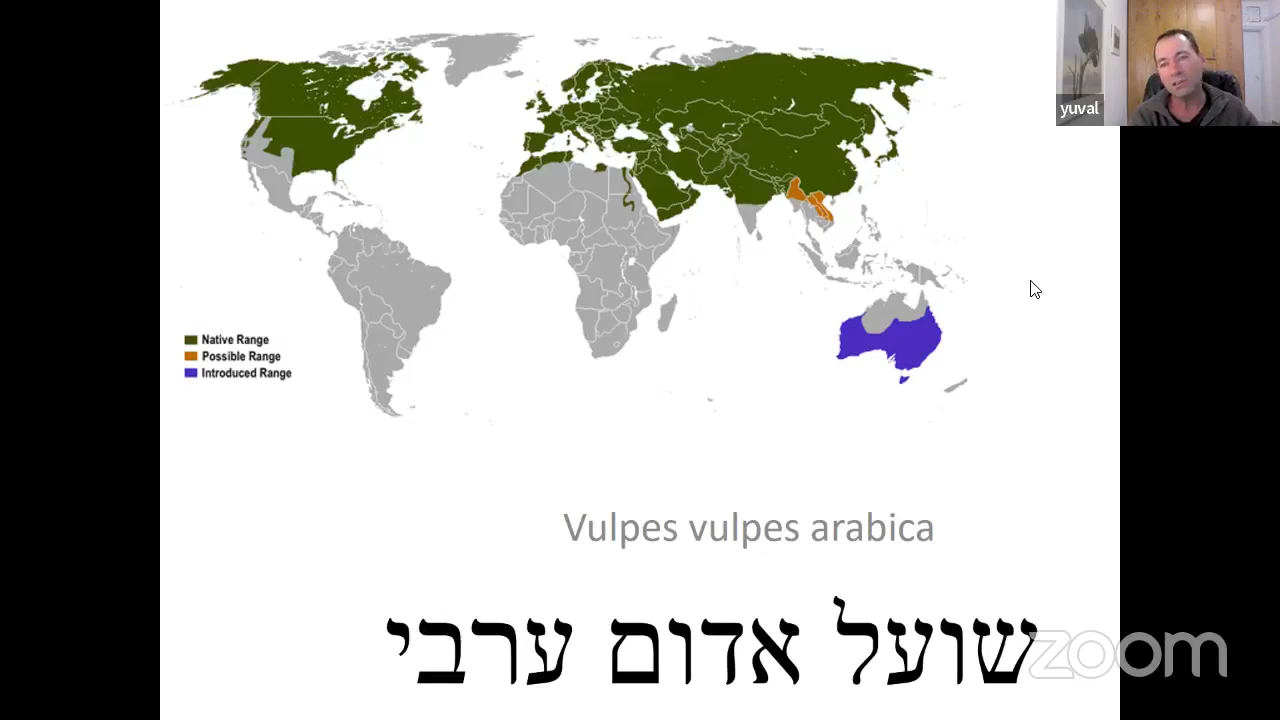 yuval
Native Range
Possible Range
Introduced Range
Vulpes vulpes arabica
שועל אדום ערבי
zoom